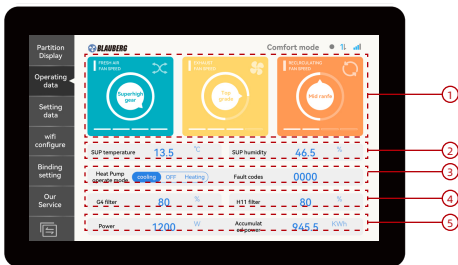 Partition
Display
Operating
data
Setting
data
wifi
configure
Binding
setting
Our
Service
BLAUBERG
Comfort mode
FRESH AIR
FAN SPEED
Superhigh
gear
EXHAUST
FAN SPEED
Top
grade
RECIRCULATING
FAN SPEED
Mid mode
SUP temperature 13.5 °C
SUP humidity 46.5 %
Heat Pump
operate mode
cooling OFF Heating
Fault codes 0000
G4 filter 80 %
H11 filter 80 %
Power 1200 W
Accumulat
ed power
945.5 KWh
1
2
3
4
5